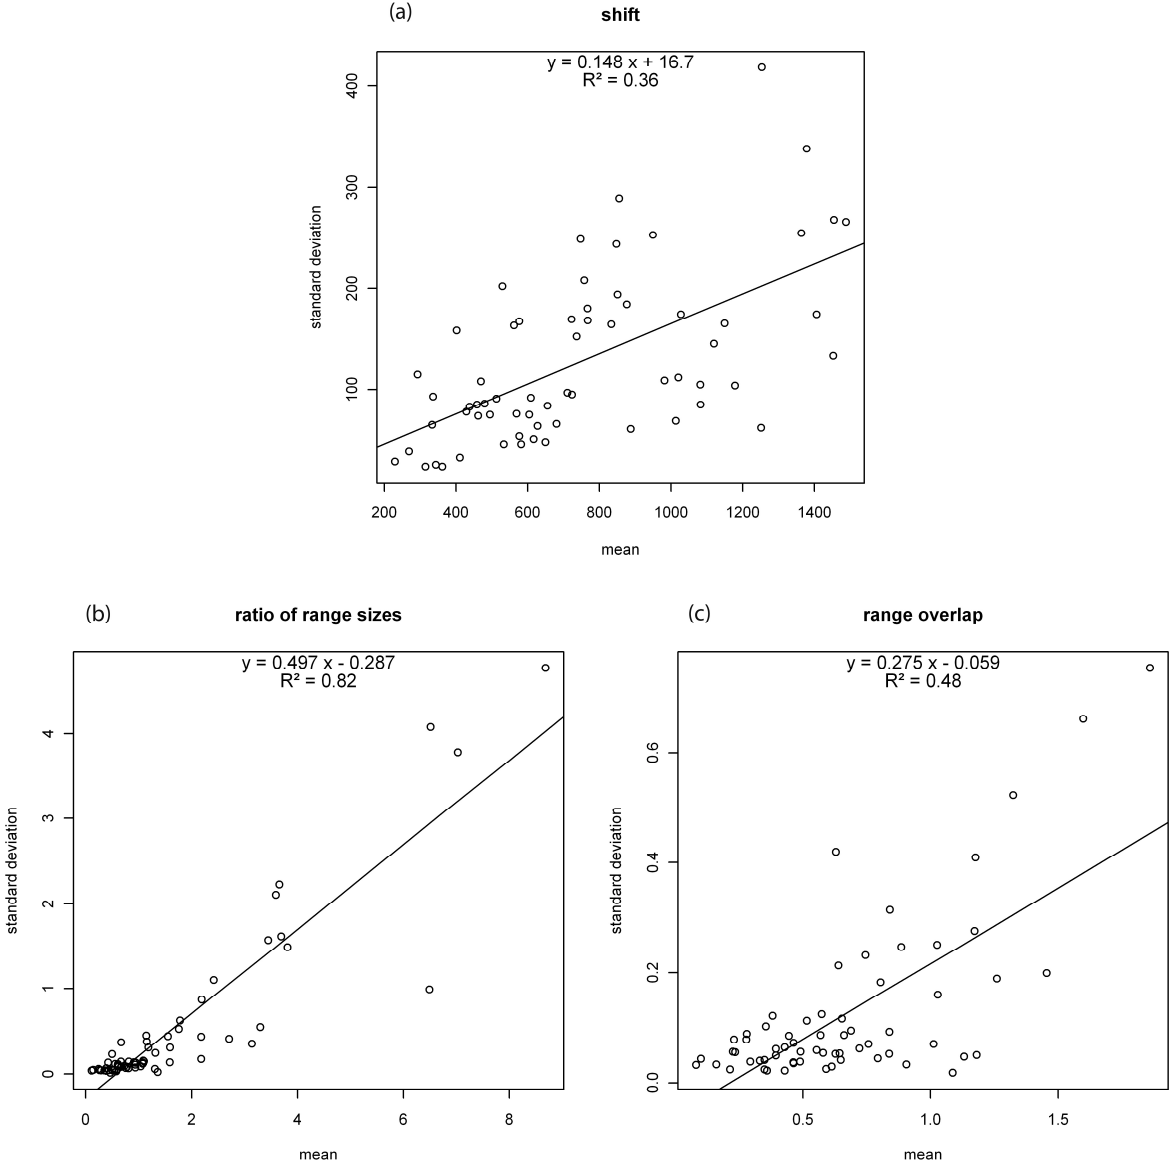 (a)
shift
y = 0.148 x + 16.7
R² = 0.36
standard deviation
400
300
200
100
200 400 600 800 1000 1200 1400
mean
(b)
ratio of range sizes
y = 0.497 x - 0.287
R² = 0.82
standard deviation
4
3
2
1
0
0 2 4 6 8
mean
(c)
range overlap
y = 0.275 x - 0.059
R² = 0.48
standard deviation
0.6
0.4
0.2
0.0
0.5 1.0 1.5
mean